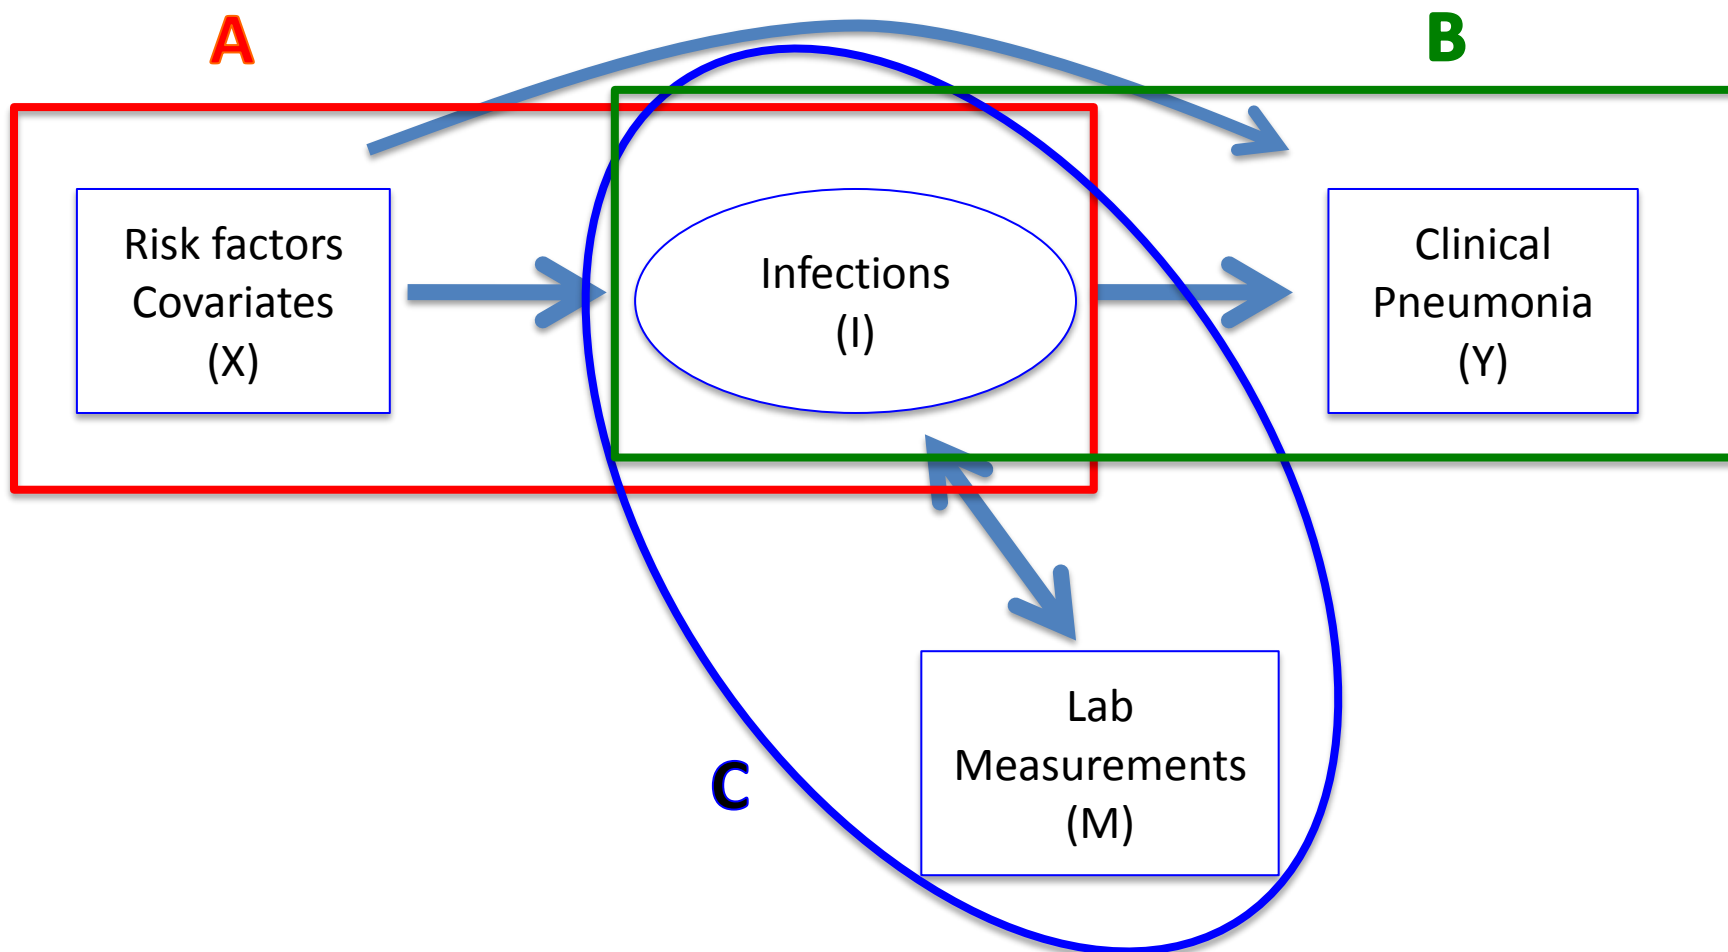 A
B
Risk factors
Covariates
(X)
Infections
(I)
Clinical
Pneumonia
(Y)
C
Lab
Measurements
(M)